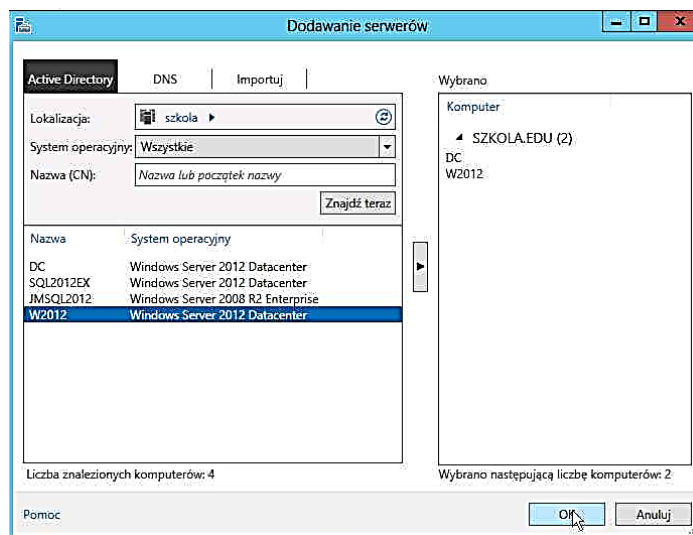 Dodawanie serwerów
Active Directory DNS Importuj
Lokalizacja: szkola
System operacyjny: Wszystkie
Nazwa (CN): Nazwa lub początek nazwy
Znajdź teraz
Nazwa System operacyjny
DC Windows Server 2012 Datacenter
SQL2012EX Windows Server 2012 Datacenter
JMSQL2012 Windows Server 2008 R2 Enterprise
W2012 Windows Server 2012 Datacenter
Liczba znalezionych komputerów: 4
Wybrano
Komputer
SZKOLA.EDU (2)
DC
W2012
Wybrano następującą liczbę komputerów: 2
Pomoc
OK Anuluj